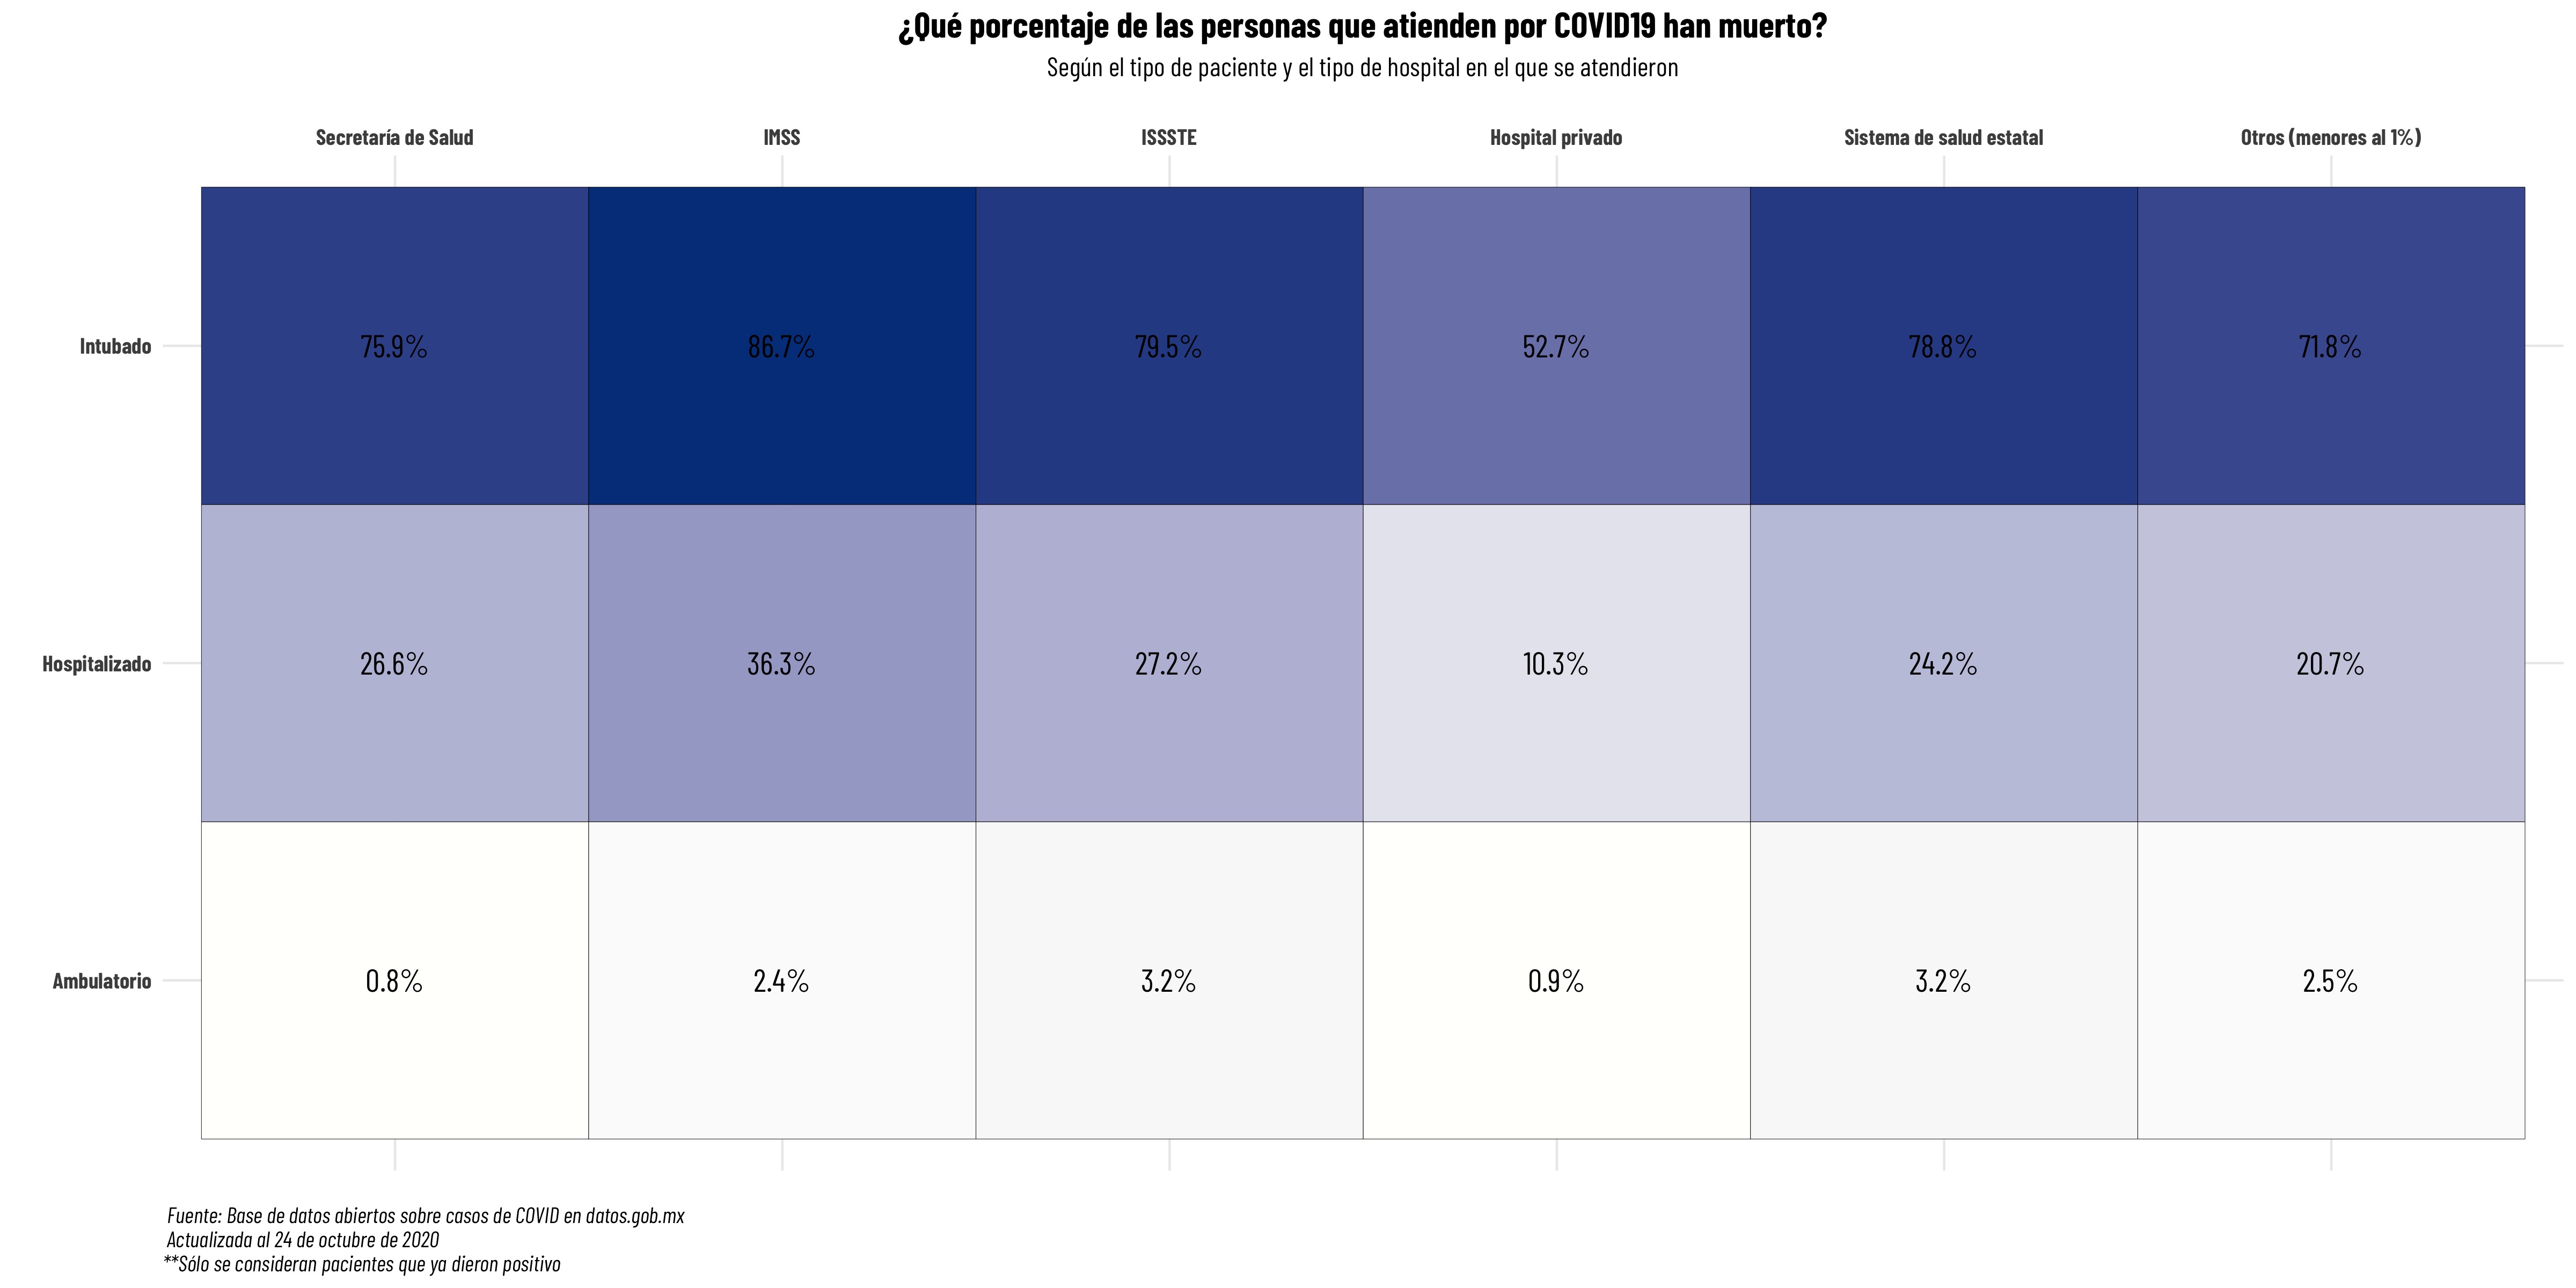 ¿Qué porcentaje de las personas que atienden por COVID19 han muerto?
Según el tipo de paciente y el tipo de hospital en el que se atendieron
Secretaría de Salud IMSS ISSSTE Hospital privado Sistema de salud estatal Otros (menores al 1%)
Intubado 75.9% 86.7% 79.5% 52.7% 78.8% 71.8%
Hospitalizado 26.6% 36.3% 27.2% 10.3% 24.2% 20.7%
Ambulatorio 0.8% 2.4% 3.2% 0.9% 3.2% 2.5%
Fuente: Base de datos abiertos sobre casos de COVID en datos.gob.mx
Actualizada al 24 de octubre de 2020
**Sólo se consideran pacientes que ya dieron positivo